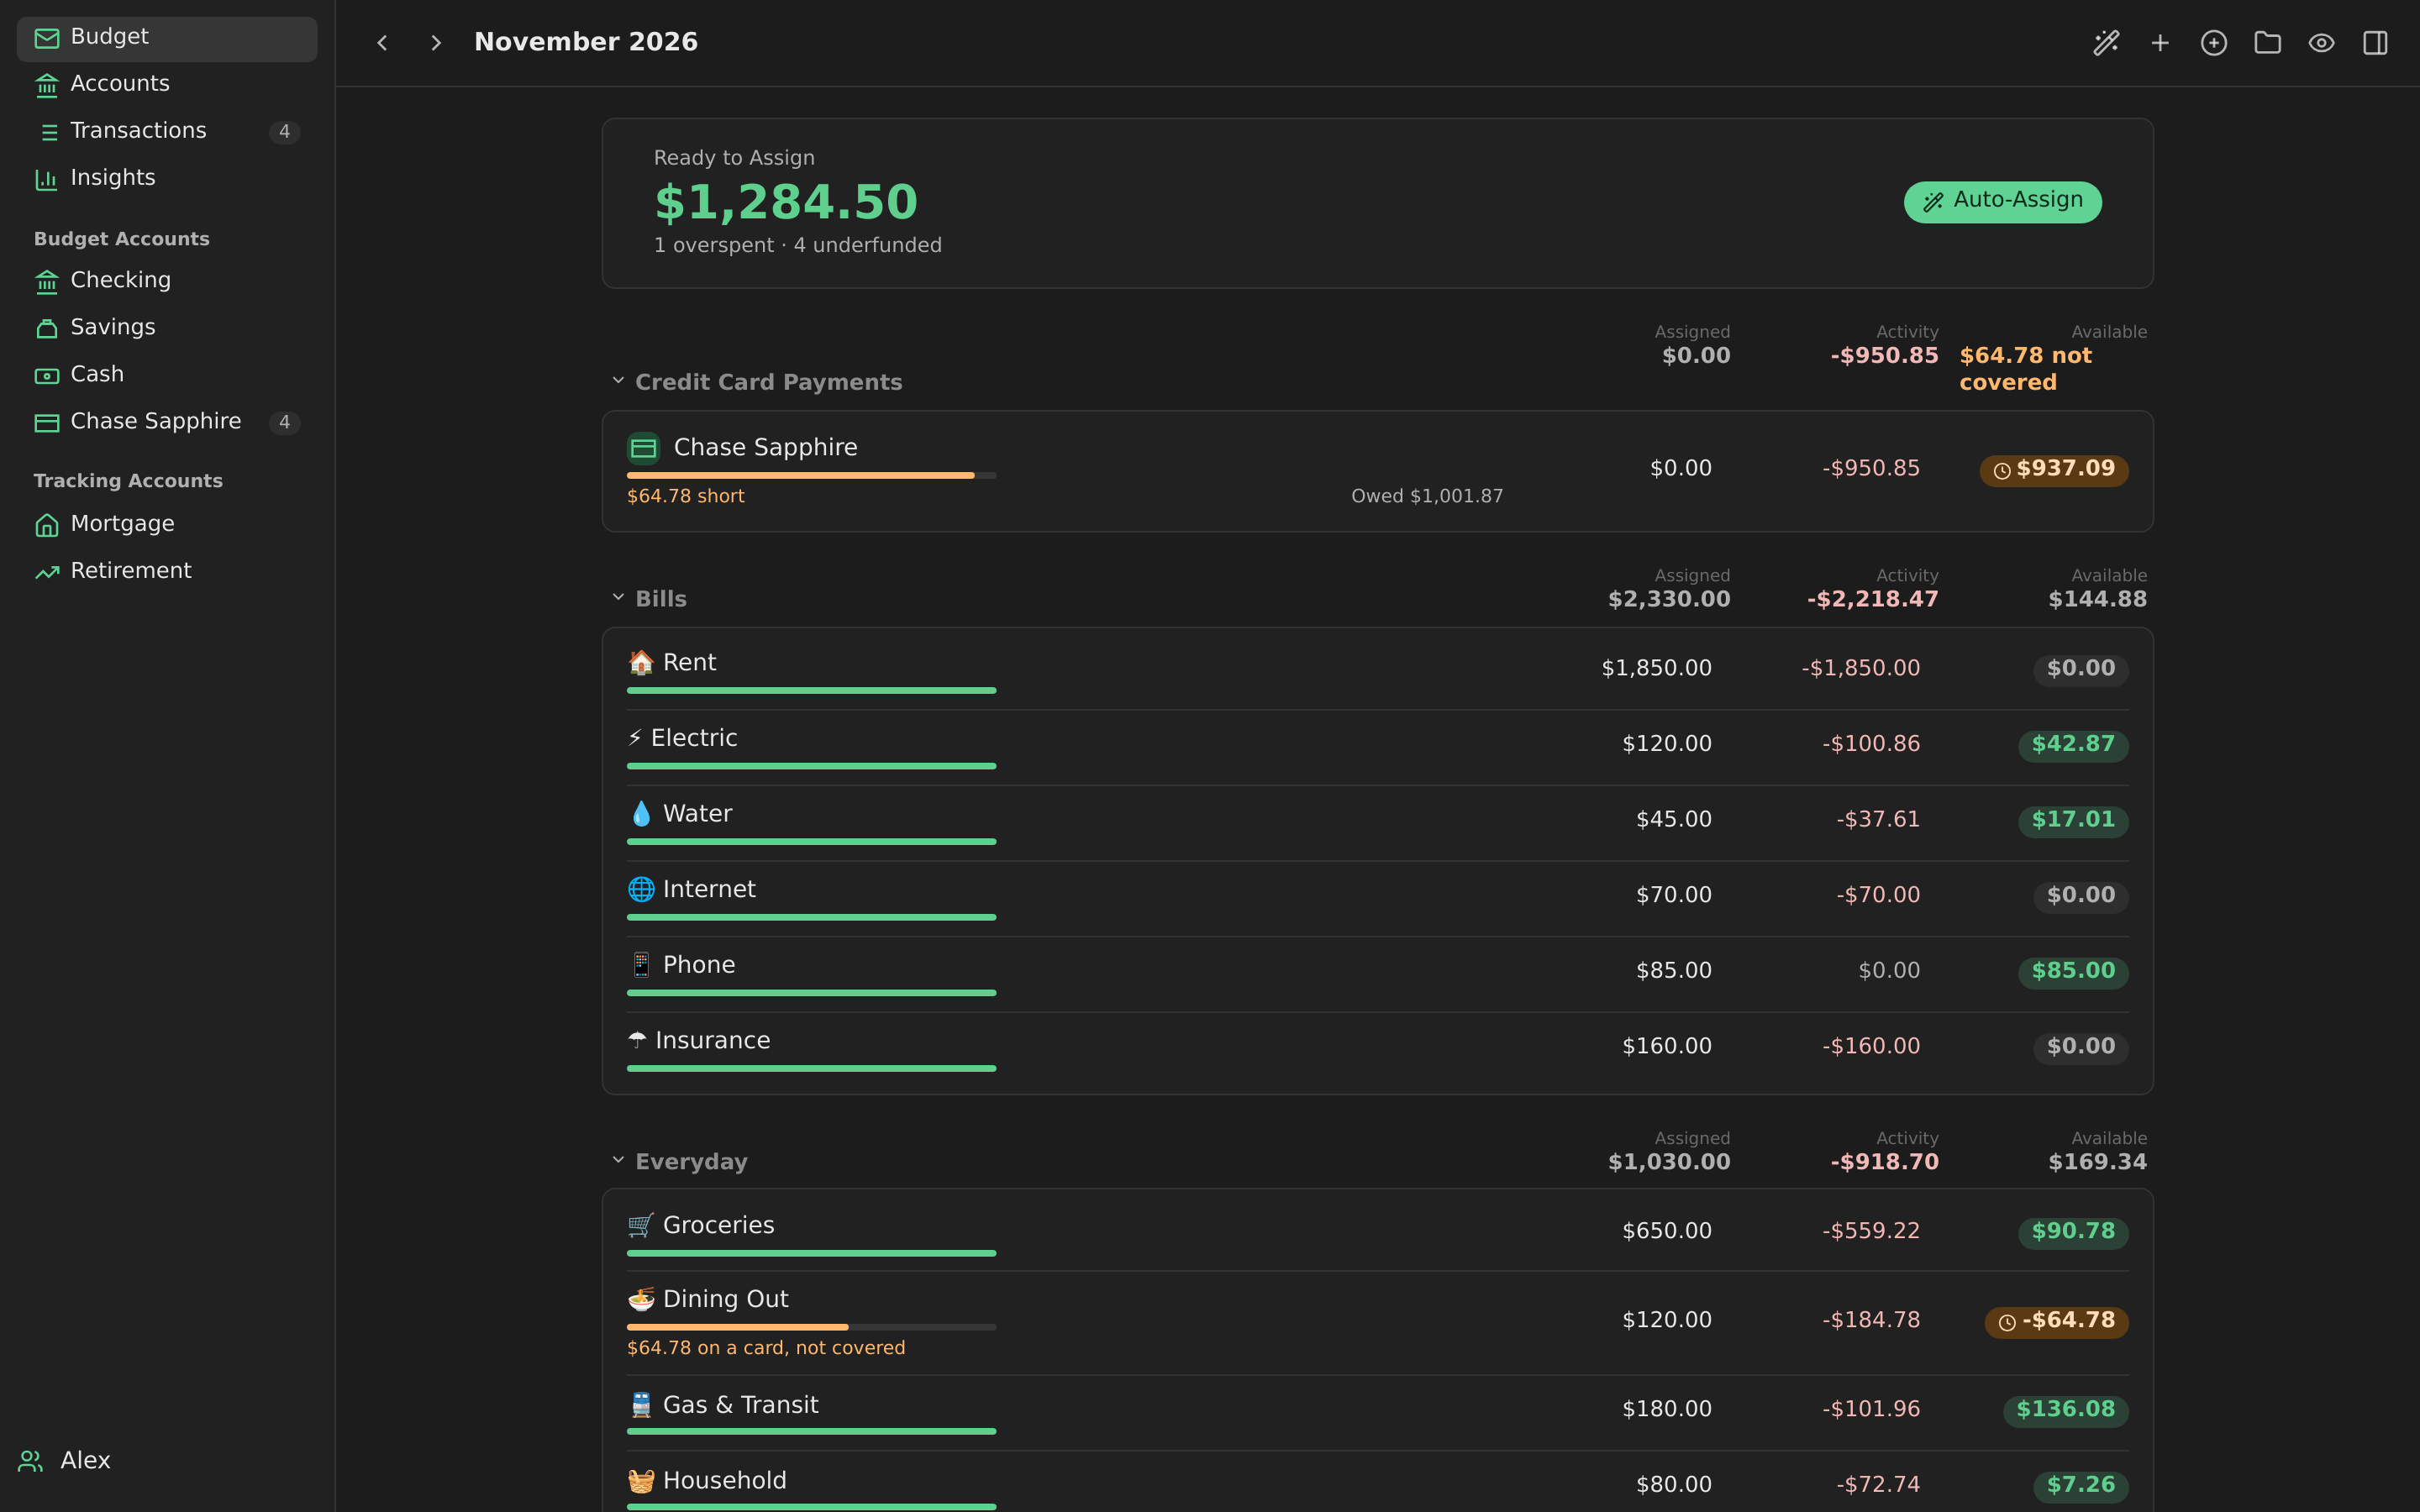 Budget
Accounts
Transactions 4
Insights
Budget Accounts
Checking
Savings
Cash
Chase Sapphire 4
Tracking Accounts
Mortgage
Retirement
Alex
November 2026
Ready to Assign
$1,284.50
1 overspent · 4 underfunded
Auto-Assign
Assigned Activity Available
Credit Card Payments $0.00 -$950.85 $64.78 not
covered
Chase Sapphire $0.00 -$950.85 $937.09
$64.78 short Owed $1,001.87
Assigned Activity Available
Bills $2,330.00 -$2,218.47 $144.88
Rent $1,850.00 -$1,850.00 $0.00
Electric $120.00 -$100.86 $42.87
Water $45.00 -$37.61 $17.01
Internet $70.00 -$70.00 $0.00
Phone $85.00 $0.00 $85.00
Insurance $160.00 -$160.00 $0.00
Assigned Activity Available
Everyday $1,030.00 -$918.70 $169.34
Groceries $650.00 -$559.22 $90.78
Dining Out $120.00 -$184.78 -$64.78
$64.78 on a card, not covered
Gas & Transit $180.00 -$101.96 $136.08
Household $80.00 -$72.74 $7.26